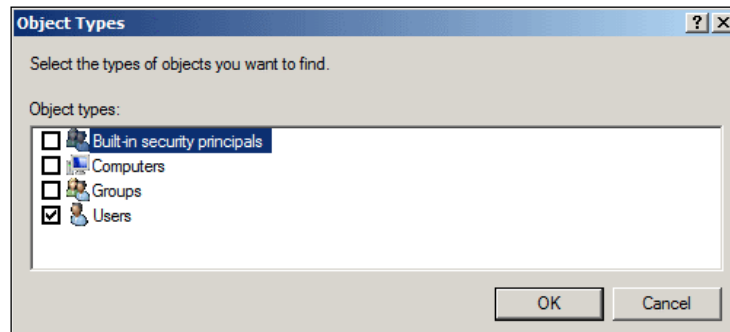 Object Types
Select the types of objects you want to find.
Object types:
Built-in security principals
Computers
Groups
Users
OK Cancel